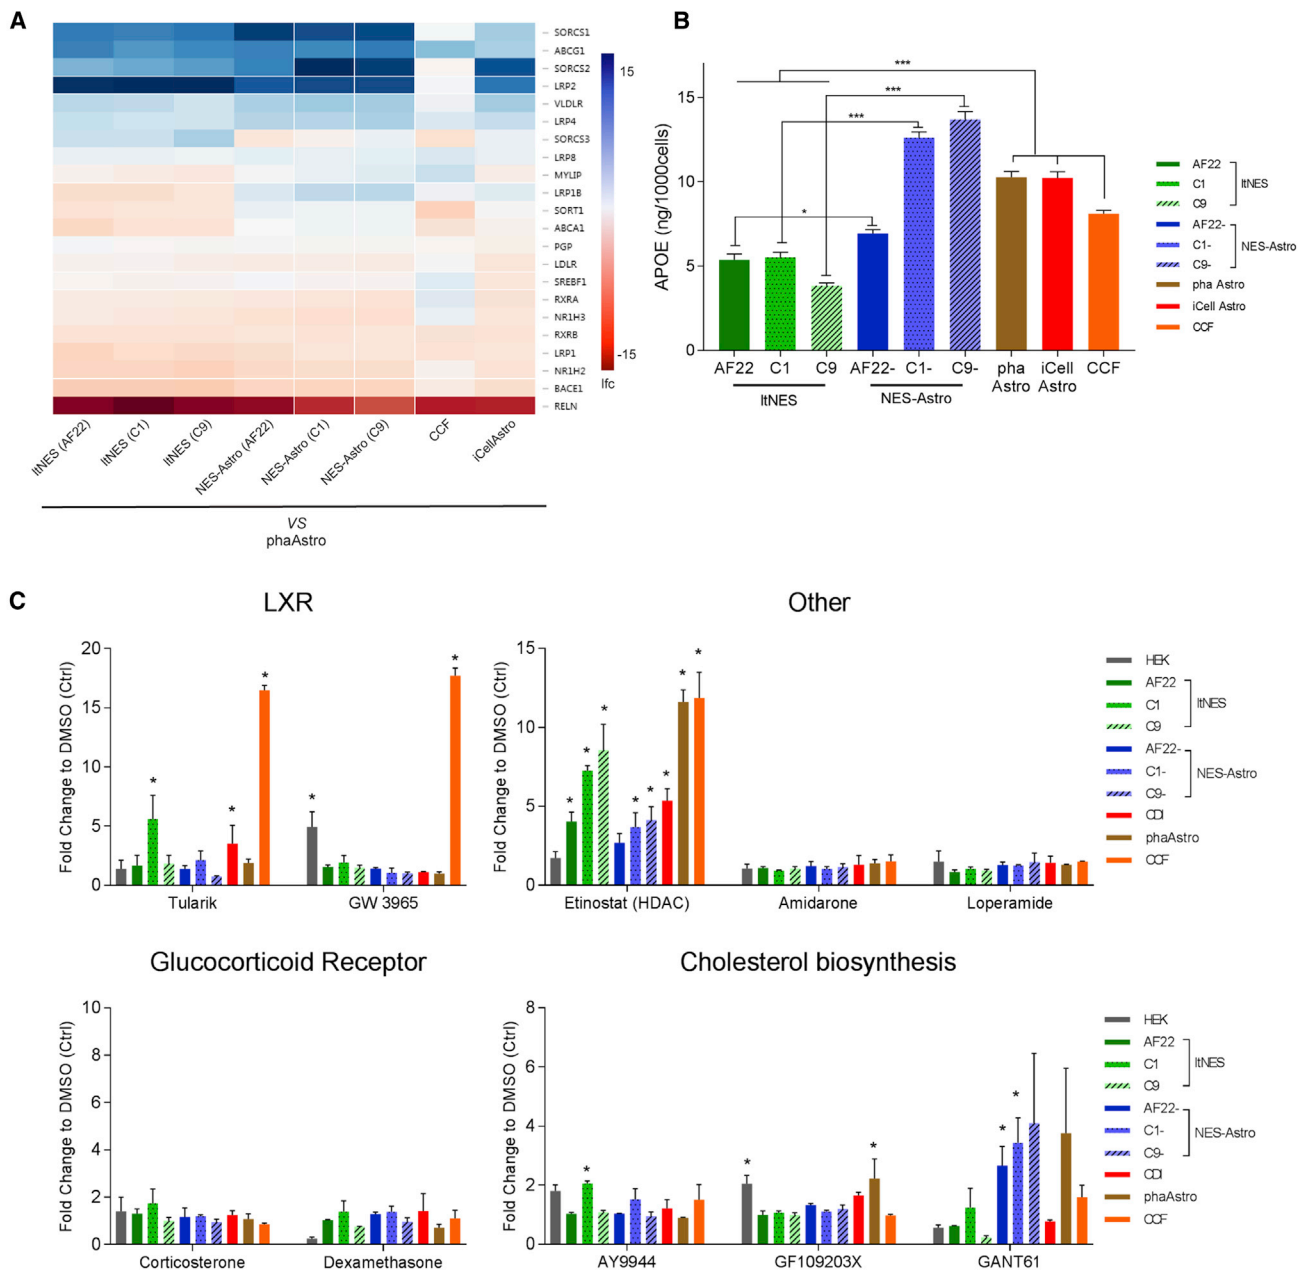 A
SORCS1
ABCG1
SORCS2
LRP2
VLDLR
LRP4
SORCS3
LRP8
MYLIP
LRP1B
SORT1
ABCA1
PGP
LDLR
SREBF1
RXRA
NR1H3
RXRB
LRP1
NR1H2
BACE1
RELN
15
-15
lfc
ltNES (AF22)
ltNES (C1)
ltNES (C9)
NES-Astro (AF22)
NES-Astro (C1)
NES-Astro (C9)
CCF
iCellAstro
VS
phaAstro
B
APOE (ng/1000cells)
15
10
5
0
***
***
***
*
AF22 C1 C9 AF22- C1- C9- pha Astro iCell Astro CCF
ltNES NES-Astro
AF22
C1
C9
ltNES
AF22-
C1-
C9-
NES-Astro
pha Astro
iCell Astro
CCF
C
LXR
Fold Change to DMSO (Ctrl)
20
15
10
5
0
* * * * *
Tularik GW 3965
Other
Fold Change to DMSO (Ctrl)
15
10
5
0
* * * * * * * *
Etinostat (HDAC) Amidarone Loperamide
HEK
AF22
C1
C9
ltNES
AF22-
C1-
C9-
NES-Astro
CDI
phaAstro
CCF
Glucocorticoid Receptor
Fold Change to DMSO (Ctrl)
10
8
6
4
2
0
Corticosterone Dexamethasone
Cholesterol biosynthesis
Fold Change to DMSO (Ctrl)
8
6
4
2
0
* * * * *
AY9944 GF109203X GANT61
HEK
AF22
C1
C9
ltNES
AF22-
C1-
C9-
NES-Astro
CDI
phaAstro
CCF